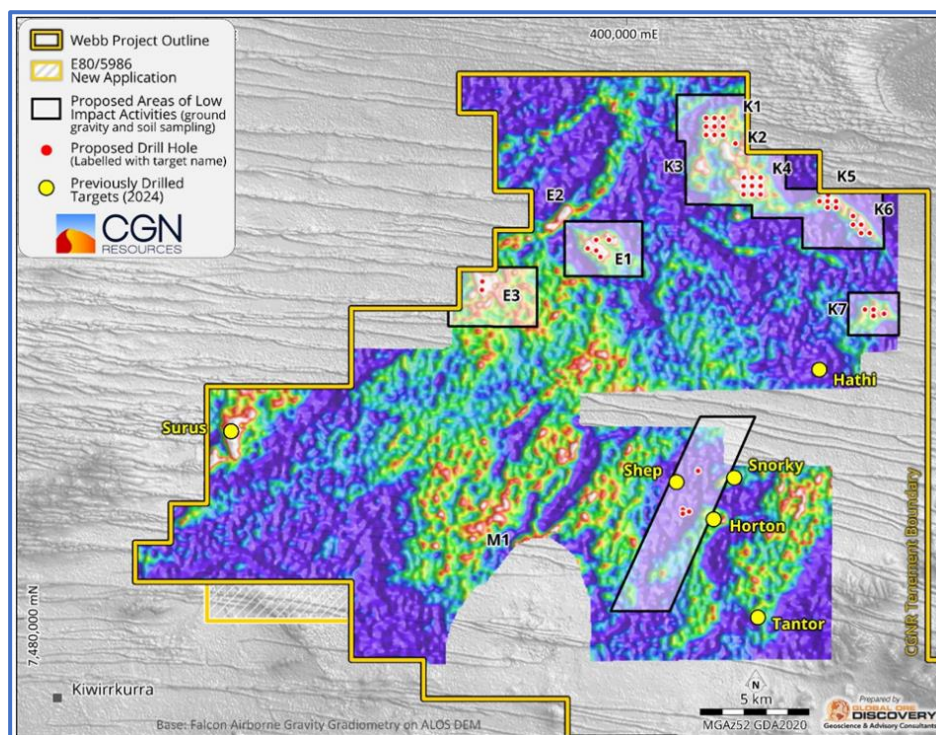 400,000 mE
Webb Project Outline
E80/5986
New Application
Proposed Areas of Low
Impact Activities (ground
gravity and soil sampling)
Proposed Drill Hole
(Labelled with target name)
Previously Drilled
Targets (2024)
CGN
RESOURCES
K1
K2
K3
K4
K5
K6
E2
E1
E3
K7
Hathi
Surus
Shep
Snorky
Horton
M1
Tantor
7,480,000 mN
CGNR Tenement Boundary
Kiwirrkurra
N
5 km
MGAz52 GDA2020
Base: Falcon Airborne Gravity Gradiometry on ALOS DEM
Prepared by
GLOBAL ORE
DISCOVERY
Geoscience & Advisory Consultants